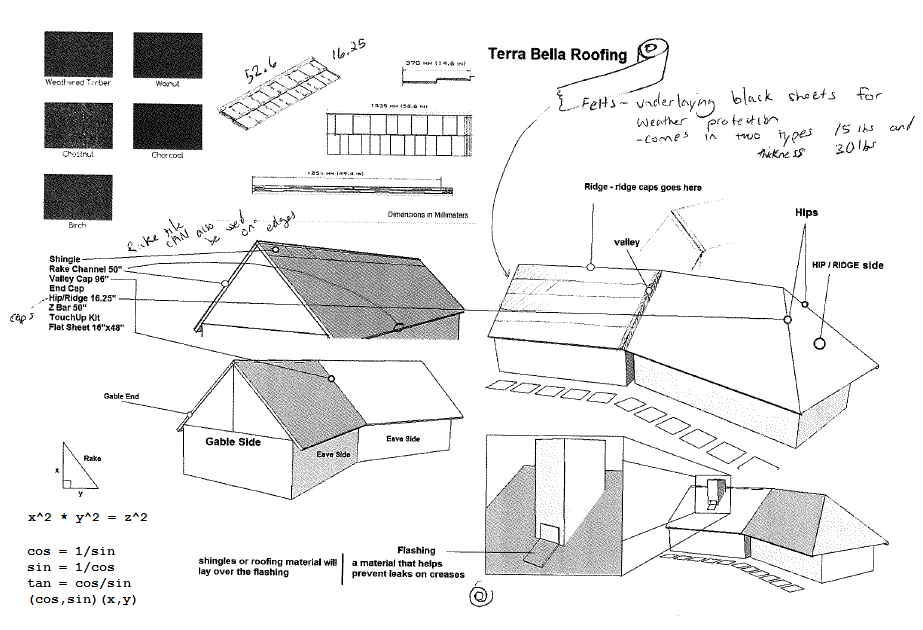 Weathered Timber
Walnut
Chestnut
Charcoal
Birch
52.6
16.25
370 MM (14.6 IN)
1335 MM (52.6 IN)
1255 MM (49.4 IN)
Dimensions in Millimeters
Terra Bella Roofing
Felts - underlaying black sheets for
weather protection
- comes in two types 15 lbs and
thickness 30 lbs
Rake tile
can also be used
on edges
Shingle
Rake Channel 50"
Valley Cap 96"
End Cap
Hip/Ridge 16.25"
caps
Z Bar 50"
TouchUp Kit
Flat Sheet 16"x48"
Ridge - ridge caps goes here
valley
Hips
HIP / RIDGE side
Gable End
Gable Side
Eave Side
Eave Side
x
Rake
y
x^2 * y^2 = z^2
cos = 1/sin
sin = 1/cos
tan = cos/sin
(cos,sin)(x,y)
shingles or roofing material will
lay over the flashing
Flashing
a material that helps
prevent leaks on creases